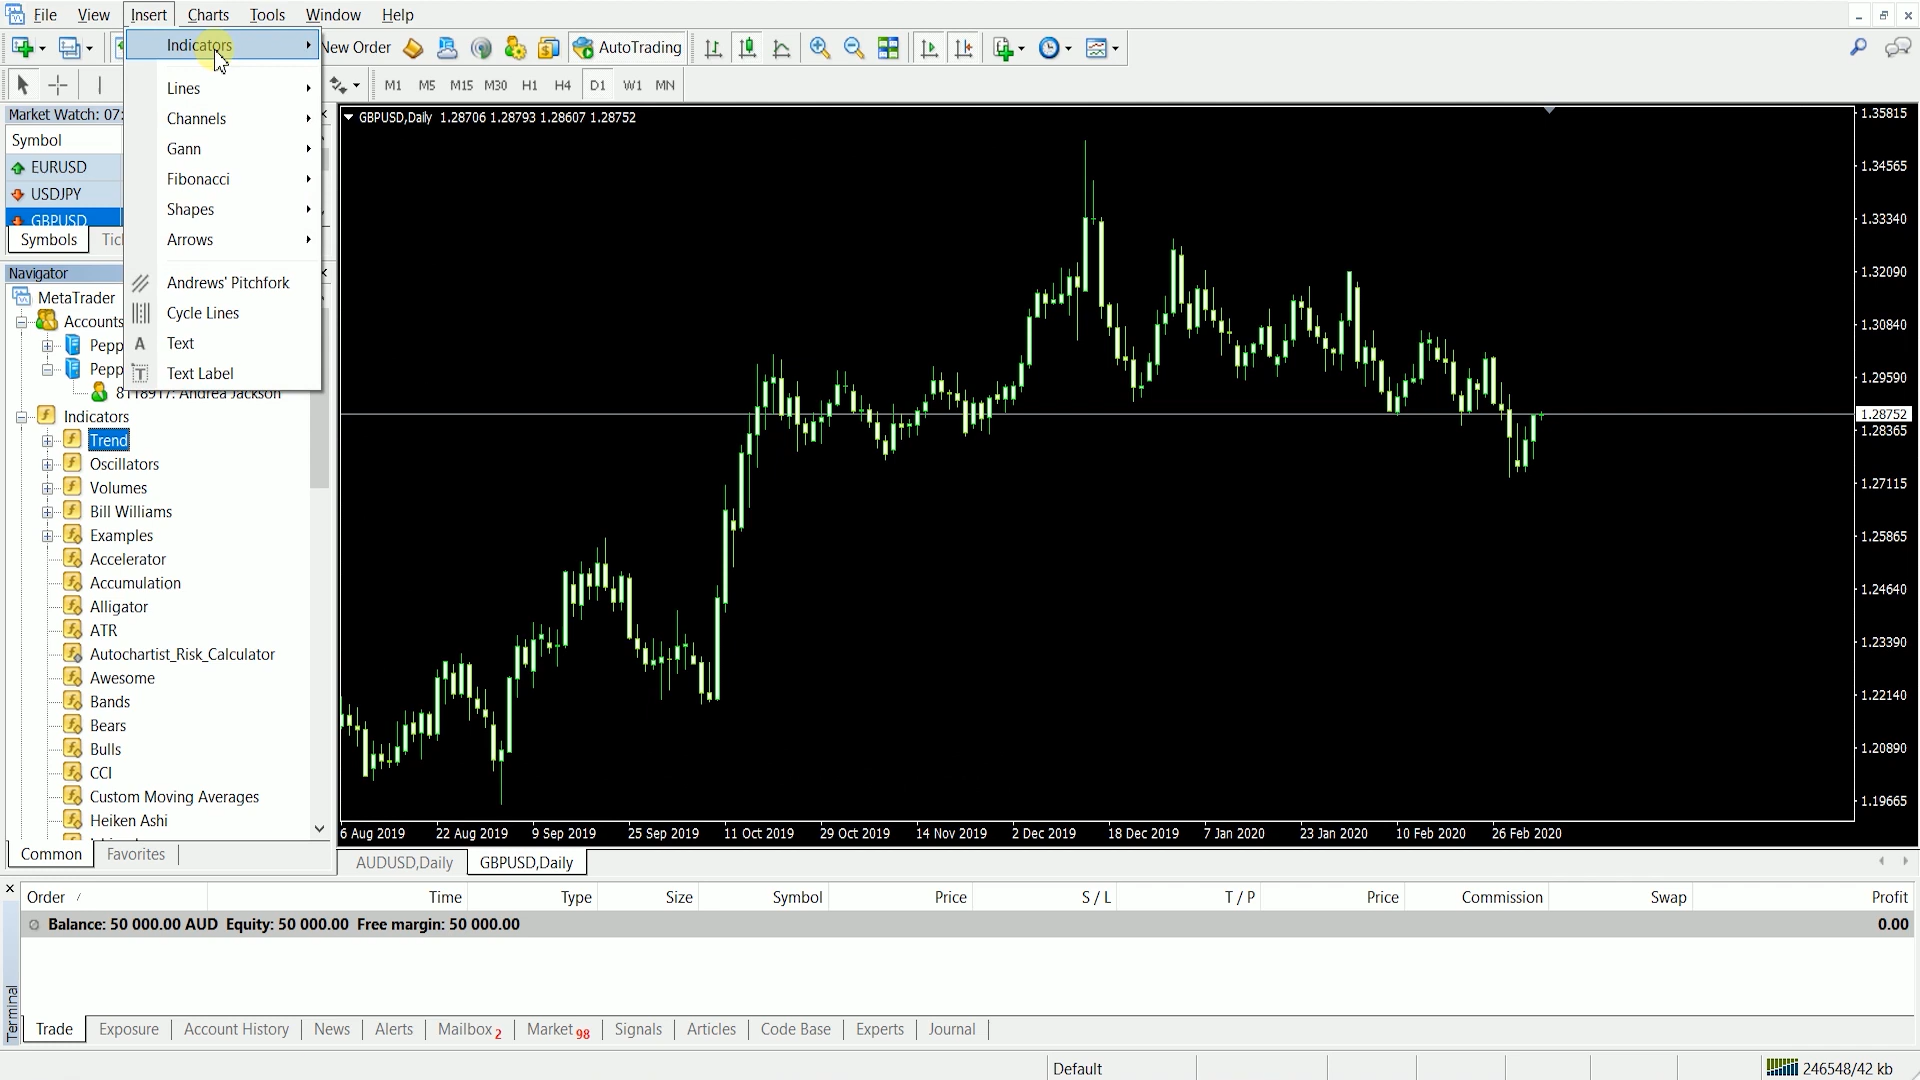 File View Insert Charts Tools Window Help
Indicators
New Order
AutoTrading
M1 M5 M15 M30 H1 H4 D1 W1 MN
Lines
Channels
Gann
Fibonacci
Shapes
Arrows
Andrews' Pitchfork
Cycle Lines
A Text
T Text Label
Market Watch: 07:
Symbol
EURUSD
USDJPY
GBPUSD
Symbols Tic
Navigator
MetaTrader
Accounts
Pepp
Pepp
8118917: Andrea Jackson
Indicators
Trend
Oscillators
Volumes
Bill Williams
Examples
Accelerator
Accumulation
Alligator
ATR
Autochartist_Risk_Calculator
Awesome
Bands
Bears
Bulls
CCI
Custom Moving Averages
Heiken Ashi
Common Favorites
GBPUSD,Daily 1.28706 1.28793 1.28607 1.28752
1.35815
1.34565
1.33340
1.32090
1.30840
1.29590
1.28752
1.28365
1.27115
1.25865
1.24640
1.23390
1.22140
1.20890
1.19665
6 Aug 2019 22 Aug 2019 9 Sep 2019 25 Sep 2019 11 Oct 2019 29 Oct 2019 14 Nov 2019 2 Dec 2019 18 Dec 2019 7 Jan 2020 23 Jan 2020 10 Feb 2020 26 Feb 2020
AUDUSD,Daily GBPUSD,Daily
Order / Time Type Size Symbol Price S / L T / P Price Commission Swap Profit
Balance: 50 000.00 AUD Equity: 50 000.00 Free margin: 50 000.00 0.00
Terminal
Trade Exposure Account History News Alerts Mailbox 2 Market 98 Signals Articles Code Base Experts Journal
Default 246548/42 kb